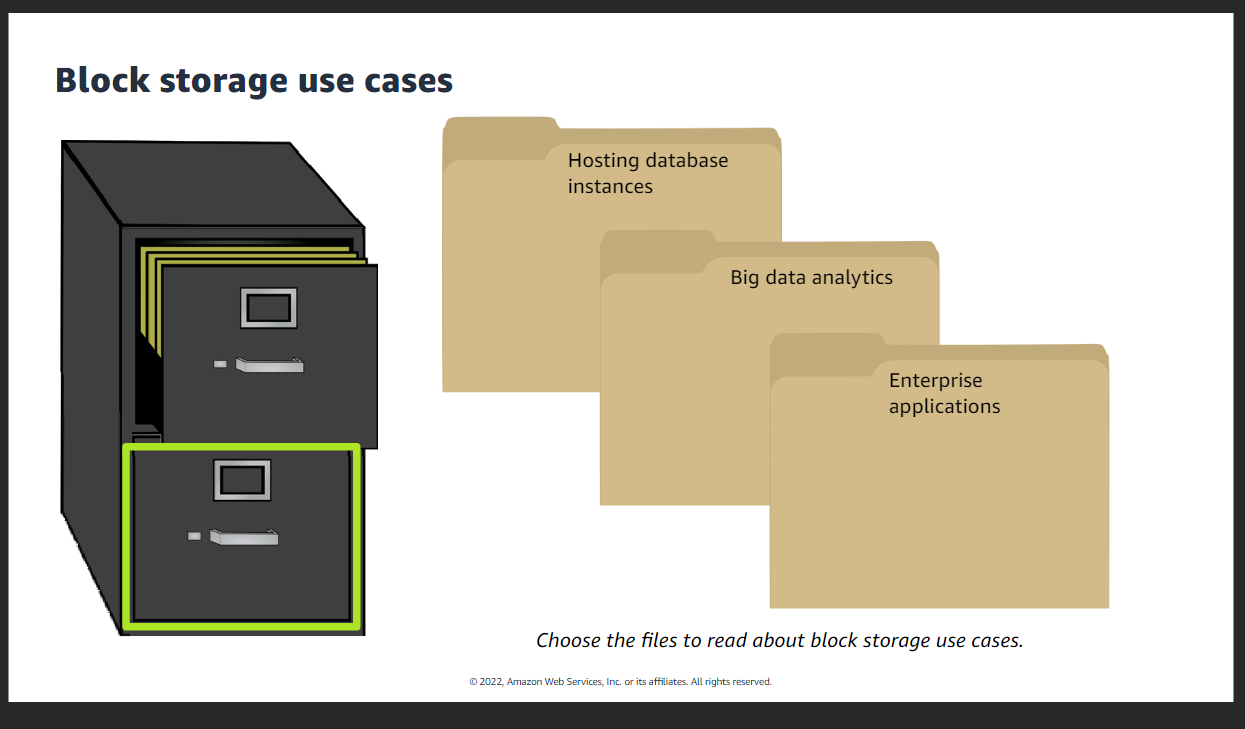 Block storage use cases
Hosting database
instances
Big data analytics
Enterprise
applications
Choose the files to read about block storage use cases.
© 2022, Amazon Web Services, Inc. or its affiliates. All rights reserved.